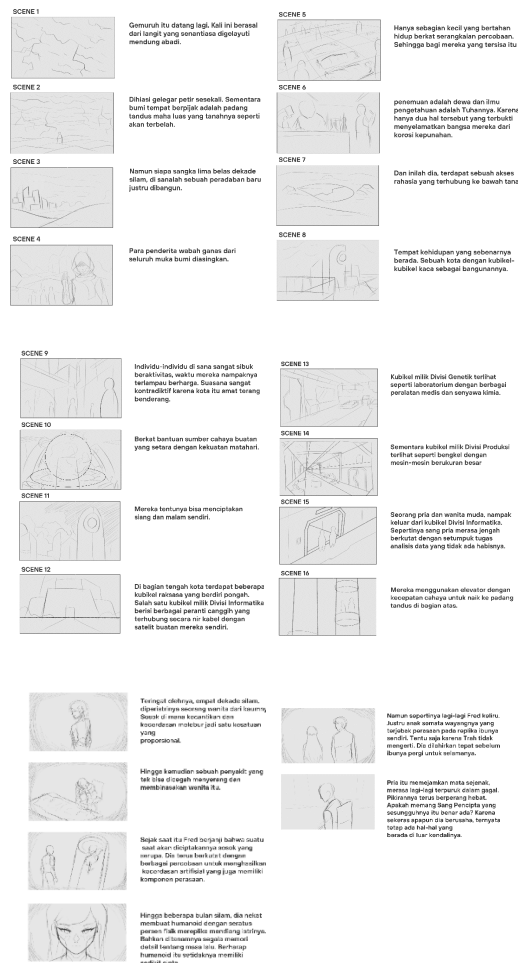 SCENE 1
Gemuruh itu datang lagi. Kali ini berasal
dari langit yang senantiasa digelayuti
mendung abadi.
SCENE 2
Dihiasi gelegar petir sesekali. Sementara
bumi tempat berpijak adalah padang
tandus maha luas yang tanahnya seperti
akan terbelah.
SCENE 3
Namun siapa sangka lima belas dekade
silam, di sanalah sebuah peradaban baru
justru dibangun.
SCENE 4
Para penderita wabah ganas dari
seluruh muka bumi diasingkan.
SCENE 5
Hanya sebagian kecil yang bertahan
hidup berkat serangkaian percobaan.
Sehingga bagi mereka yang tersisa itu
SCENE 6
penemuan adalah dewa dan ilmu
pengetahuan adalah Tuhannya. Karena
hanya dua hal tersebut yang terbukti
menyelamatkan bangsa mereka dari
korosi kepunahan.
SCENE 7
Dan inilah dia, terdapat sebuah akses
rahasia yang terhubung ke bawah tana
SCENE 8
Tempat kehidupan yang sebenarnya
berada. Sebuah kota dengan kubikel-
kubikel kaca sebagai bangunannya.
SCENE 9
Individu-individu di sana sangat sibuk
beraktivitas, waktu mereka nampaknya
terlampau berharga. Suasana sangat
kontradiktif karena kota itu amat terang
benderang.
SCENE 10
Berkat bantuan sumber cahaya buatan
yang setara dengan kekuatan matahari.
SCENE 11
Mereka tentunya bisa menciptakan
siang dan malam sendiri.
SCENE 12
Di bagian tengah kota terdapat beberapa
kubikel raksasa yang berdiri pongah.
Salah satu kubikel milik Divisi Informatika
berisi berbagai peranti canggih yang
terhubung secara nir kabel dengan
satelit buatan mereka sendiri.
SCENE 13
Kubikel milik Divisi Genetik terlihat
seperti laboratorium dengan berbagai
peralatan medis dan senyawa kimia.
SCENE 14
Sementara kubikel milik Divisi Produksi
terlihat seperti bengkel dengan
mesin-mesin berukuran besar
SCENE 15
Seorang pria dan wanita muda, nampak
keluar dari kubikel Divisi Informatika.
Sepertinya sang pria merasa jengah
berkutat dengan setumpuk tugas
analisis data yang tidak ada habisnya.
SCENE 16
Mereka menggunakan elevator dengan
kecepatan cahaya untuk naik ke padang
tandus di bagian atas.
Teringat olehnya, empat dekade silam,
diperistrinya seorang wanita dari kaumnya.
Sosok di mana kecantikan dan
kecerdasan melebur jadi satu kesatuan
yang
proporsional.
Hingga kemudian sebuah penyakit yang
tak bisa dicegah menyerang dan
membinasakan wanita itu.
Sejak saat itu Fred berjanji bahwa suatu
saat akan diciptakannya sosok yang
serupa. Dia terus berkutat dengan
berbagai percobaan untuk menghasilkan
kecerdasan artifisial yang juga memiliki
komponen perasaan.
Hingga beberapa bulan silam, dia nekat
membuat humanoid dengan seratus
persen fisik mereplika mendiang istrinya.
Bahkan ditanamnya segala memori
detail tentang masa lalu. Berharap
humanoid itu setidaknya memiliki
Namun sepertinya lagi-lagi Fred keliru.
Justru anak semata wayangnya yang
terjebak perasaan pada replika ibunya
sendiri. Tentu saja karena Trah tidak
mengerti. Dia dilahirkan tepat sebelum
ibunya pergi untuk selamanya.
Pria itu memejamkan mata sejenak,
merasa lagi-lagi terpuruk dalam gagal.
Pikirannya terus berperang hebat.
Apakah memang Sang Pencipta yang
sesungguhnya itu benar ada? Karena
sekeras apapun dia berusaha, ternyata
tetap ada hal-hal yang
berada di luar kendalinya.